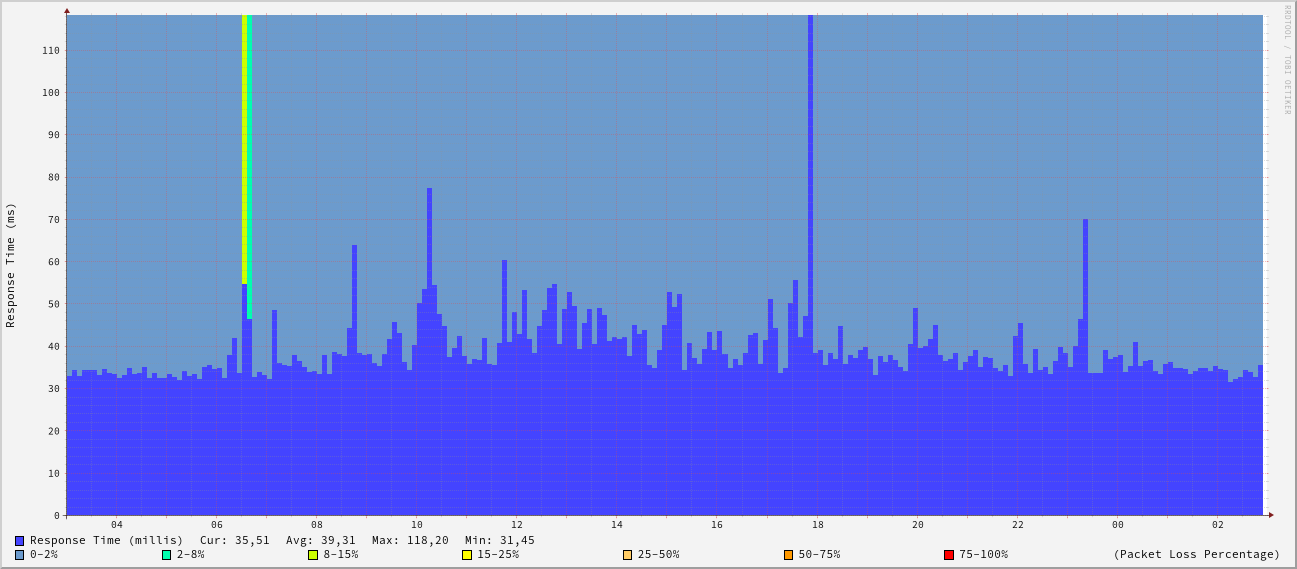 RRDTOOL / TOBI OETIKER
Response Time (ms)
110
100
90
80
70
60
50
40
30
20
10
0
04 06 08 10 12 14 16 18 20 22 00 02
Response Time (millis) Cur: 35,51 Avg: 39,31 Max: 118,20 Min: 31,45
0-2% 2-8% 8-15% 15-25% 25-50% 50-75% 75-100% (Packet Loss Percentage)